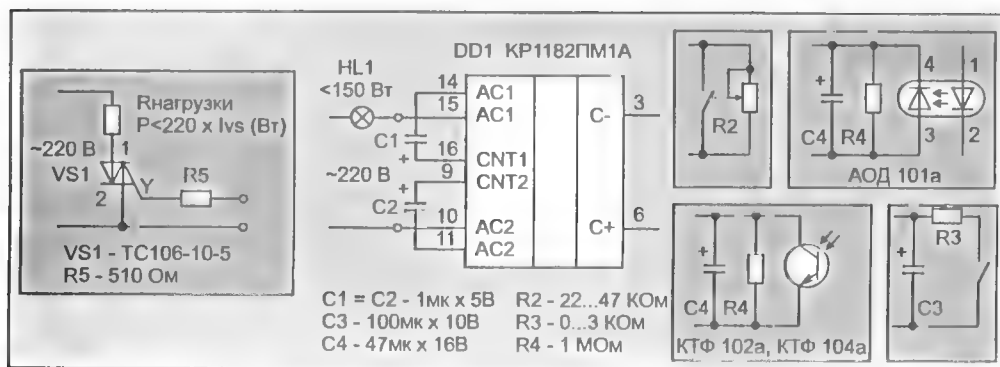 Rнагрузки
P<220 x Ivs (Вт)
~220 В
1
VS1
2
У
R5
VS1 - ТС106-10-5
R5 - 510 Ом
DD1 КР1182ПМ1А
HL1
<150 Вт
14
15
AC1
AC1
C1
+
16
9
CNT1
CNT2
~220 В
+
C2
10
11
AC2
AC2
C-
3
C+
6
C1 = C2 - 1мк x 5В
C3 - 100мк x 10В
C4 - 47мк x 16В
R2 - 22...47 КОм
R3 - 0...3 КОм
R4 - 1 МОм
R2
+
4
1
C4
R4
3
2
АОД 101а
+
C4
R4
КТФ 102а, КТФ 104а
R3
+
C3